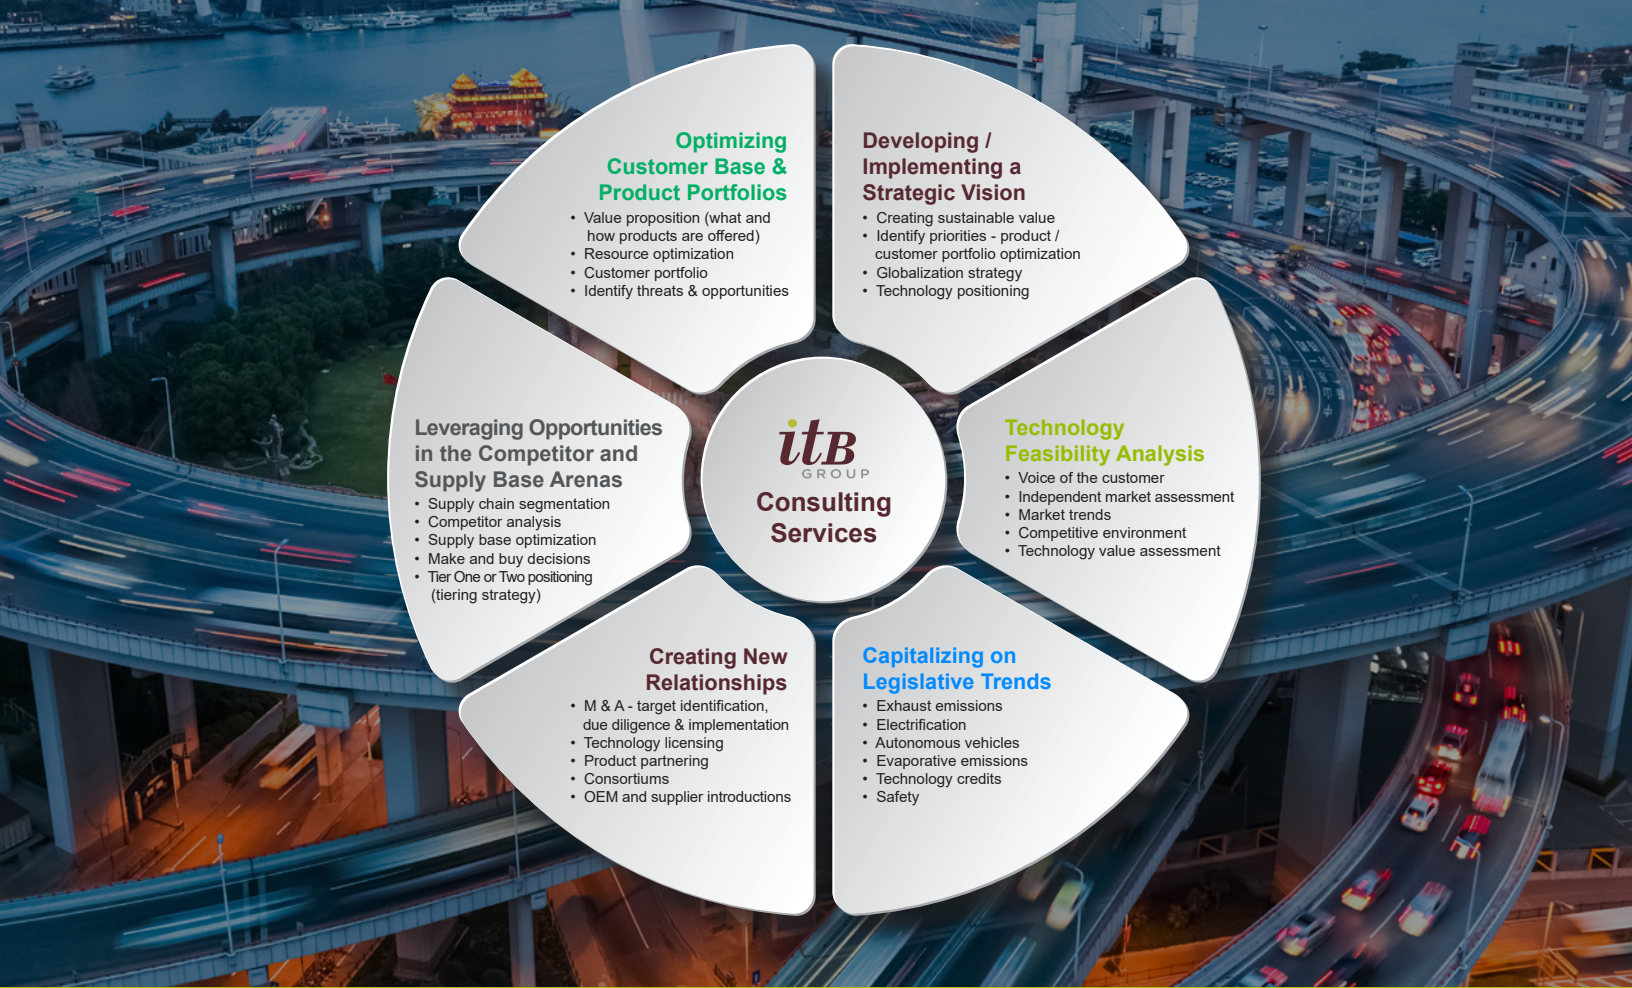 Optimizing
Customer Base &
Product Portfolios
• Value proposition (what and
how products are offered)
• Resource optimization
• Customer portfolio
• Identify threats & opportunities
Developing /
Implementing a
Strategic Vision
• Creating sustainable value
• Identify priorities - product /
customer portfolio optimization
• Globalization strategy
• Technology positioning
Leveraging Opportunities
in the Competitor and
Supply Base Arenas
• Supply chain segmentation
• Competitor analysis
• Supply base optimization
• Make and buy decisions
• Tier One or Two positioning
(tiering strategy)
itB
GROUP
Consulting
Services
Technology
Feasibility Analysis
• Voice of the customer
• Independent market assessment
• Market trends
• Competitive environment
• Technology value assessment
Creating New
Relationships
• M & A - target identification,
due diligence & implementation
• Technology licensing
• Product partnering
• Consortiums
• OEM and supplier introductions
Capitalizing on
Legislative Trends
• Exhaust emissions
• Electrification
• Autonomous vehicles
• Evaporative emissions
• Technology credits
• Safety